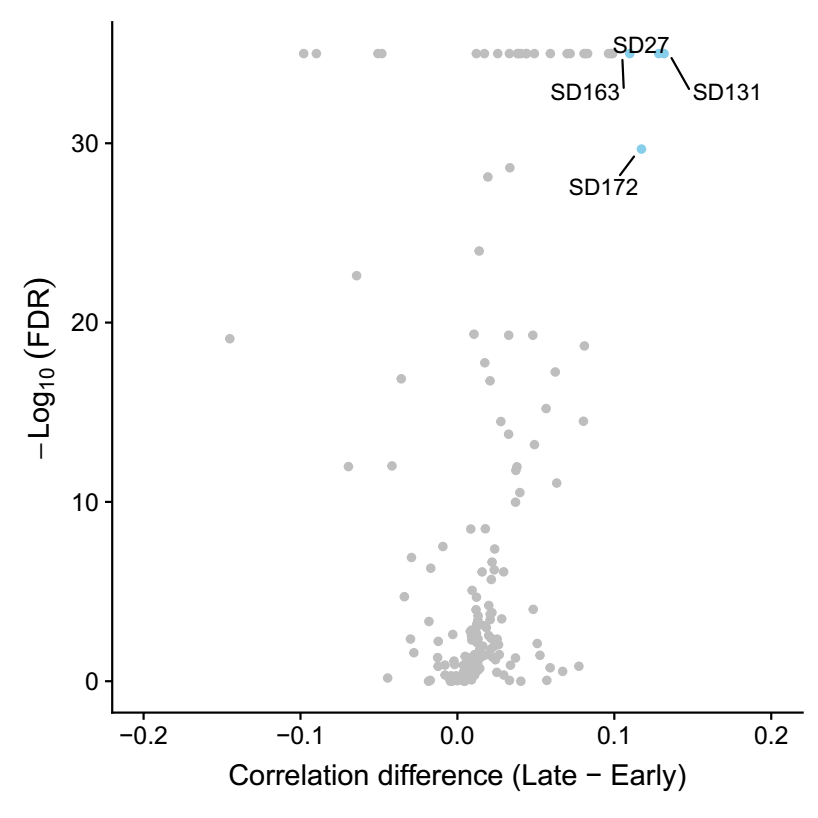 SD27
SD163
SD131
30
SD172
20
−Log10 (FDR)
10
0
−0.2
−0.1
0.0
0.1
0.2
Correlation difference (Late − Early)